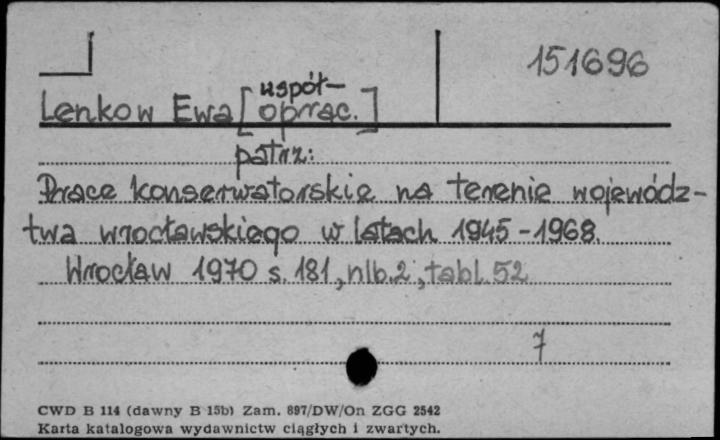 151696
Lenkow Ewa [współ-
oprac.]
patrz:
Prace konserwatorskie na terenie wojewódz-
twa wrocławskiego w latach 1945-1968.
Wrocław 1970 s. 181, nlb.2, tabl. 52
7
CWD B 114 (dawny B 15b) Zam. 897/DW/On ZGG 2542
Karta katalogowa wydawnictw ciągłych i zwartych.